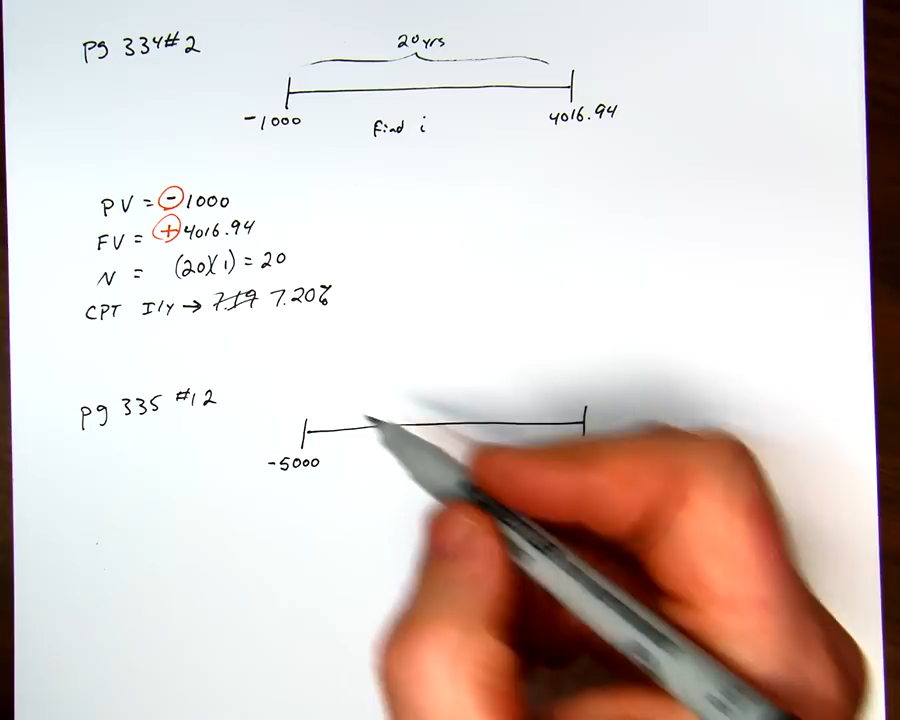 pg 334 #2
20 yrs
-1000 find i 4016.94
PV = -1000
FV = +4016.94
N = (20)(1) = 20
CPT I/Y → 7.19 7.20%
pg 335 #12
-5000